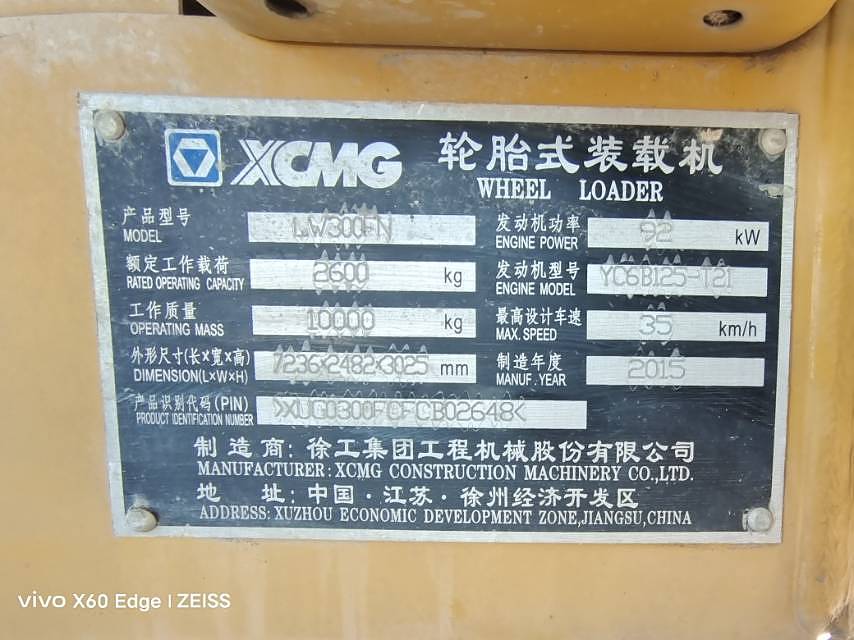 XCMG 轮胎式装载机
WHEEL LOADER
产品型号 LW300FN 发动机功率 92 kW
MODEL ENGINE POWER
额定工作载荷 2600 kg 发动机型号 YC6B125-T21
RATED OPERATING CAPACITY ENGINE MODEL
工作质量 10000 kg 最高设计车速 35 km/h
OPERATING MASS MAX. SPEED
外形尺寸(长×宽×高) 7236×2482×3025 mm 制造年度 2015
DIMENSION(L×W×H) MANUF. YEAR
产品识别代码(PIN)
PRODUCT IDENTIFICATION NUMBER
制造商: 徐工集团工程机械股份有限公司
MANUFACTURER: XCMG CONSTRUCTION MACHINERY CO.,LTD.
地 址: 中国·江苏·徐州经济开发区
ADDRESS: XUZHOU ECONOMIC DEVELOPMENT ZONE,JIANGSU,CHINA
vivo X60 Edge | ZEISS